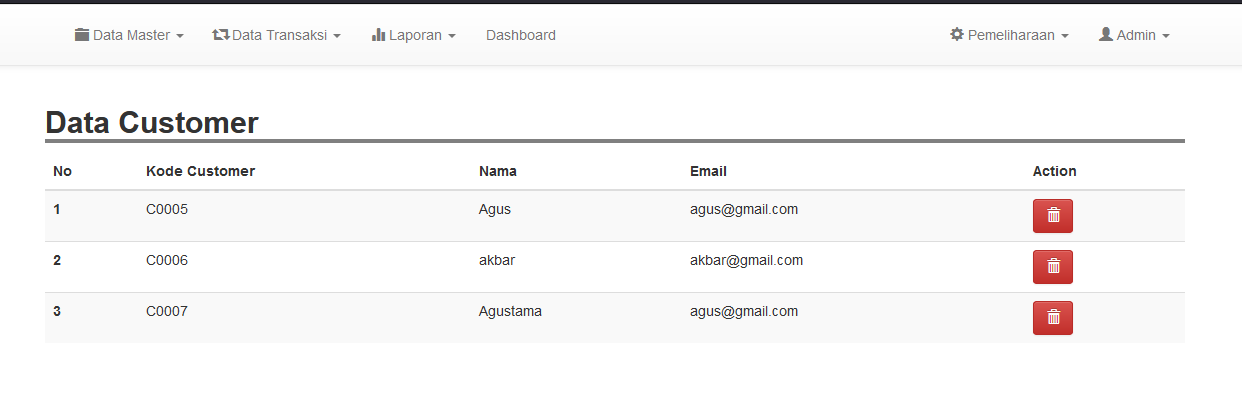 Data Master Data Transaksi Laporan Dashboard Pemeliharaan Admin
Data Customer
No Kode Customer Nama Email Action
1 C0005 Agus agus@gmail.com
2 C0006 akbar akbar@gmail.com
3 C0007 Agustama agus@gmail.com